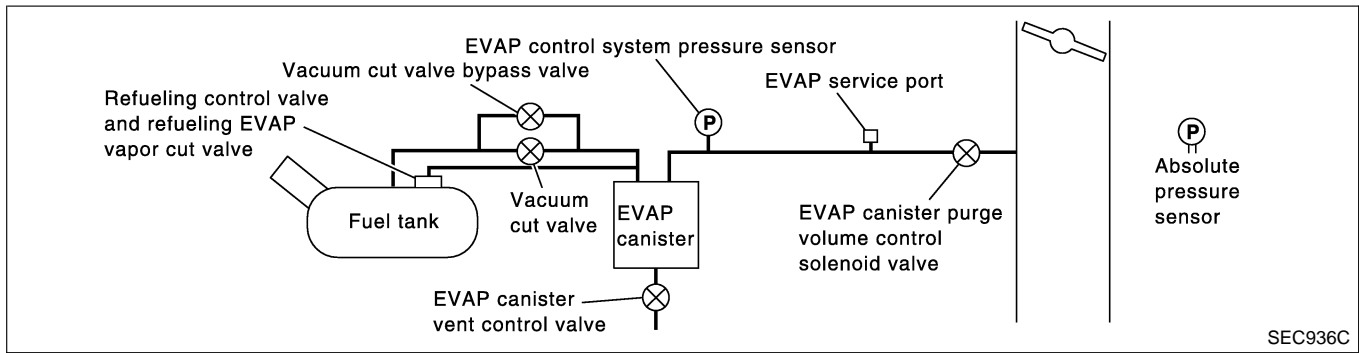 EVAP control system pressure sensor
Vacuum cut valve bypass valve
EVAP service port
Refueling control valve
and refueling EVAP
vapor cut valve
P
P
Absolute
pressure
sensor
Vacuum
cut valve
Fuel tank
EVAP
canister
EVAP canister purge
volume control
solenoid valve
EVAP canister
vent control valve
SEC936C